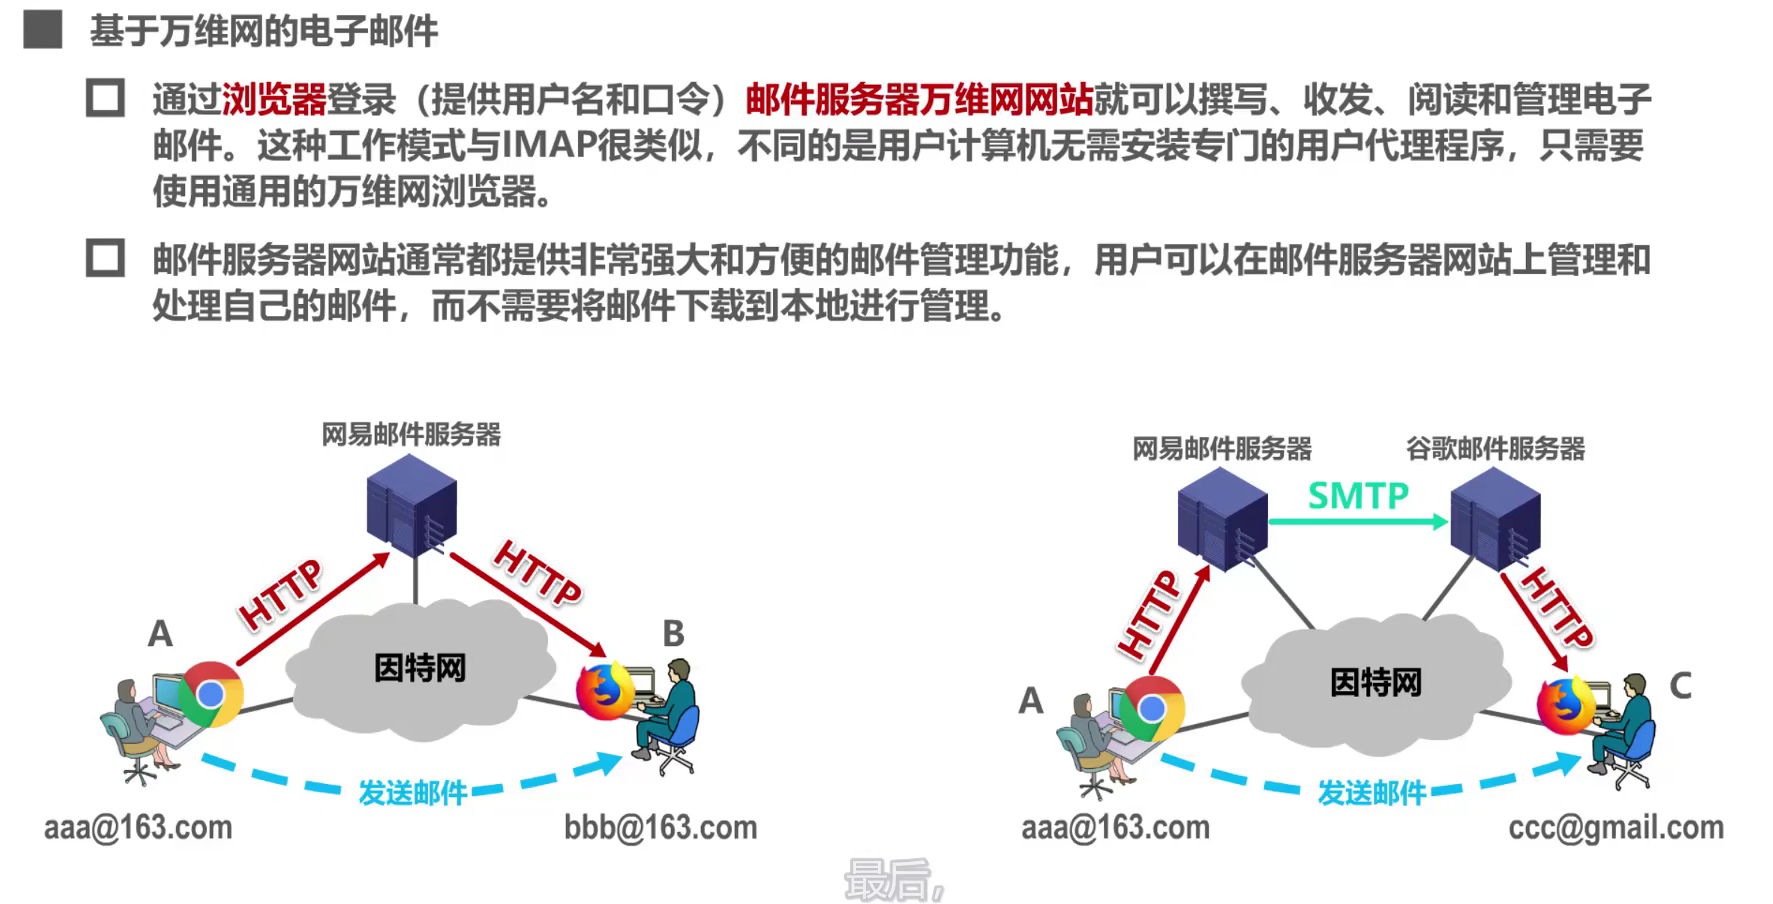 基于万维网的电子邮件
通过浏览器登录（提供用户名和口令）邮件服务器万维网网站就可以撰写、收发、阅读和管理电子
邮件。这种工作模式与IMAP很类似，不同的是用户计算机无需安装专门的用户代理程序，只需要
使用通用的万维网浏览器。
邮件服务器网站通常都提供非常强大和方便的邮件管理功能，用户可以在邮件服务器网站上管理和
处理自己的邮件，而不需要将邮件下载到本地进行管理。
网易邮件服务器
HTTP
HTTP
A
B
因特网
发送邮件
aaa@163.com
bbb@163.com
网易邮件服务器
谷歌邮件服务器
SMTP
HTTP
HTTP
A
C
因特网
发送邮件
aaa@163.com
ccc@gmail.com
最后，